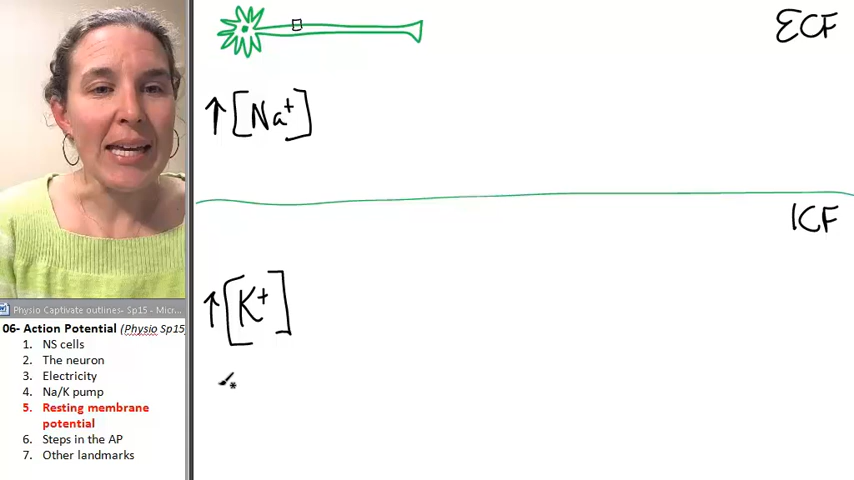 ECF
↑[Na⁺]
ICF
↑[K⁺]
Physio Captivate outlines- Sp15 - Micr...
06- Action Potential (Physio Sp15
1. NS cells
2. The neuron
3. Electricity
4. Na/K pump
5. Resting membrane
potential
6. Steps in the AP
7. Other landmarks